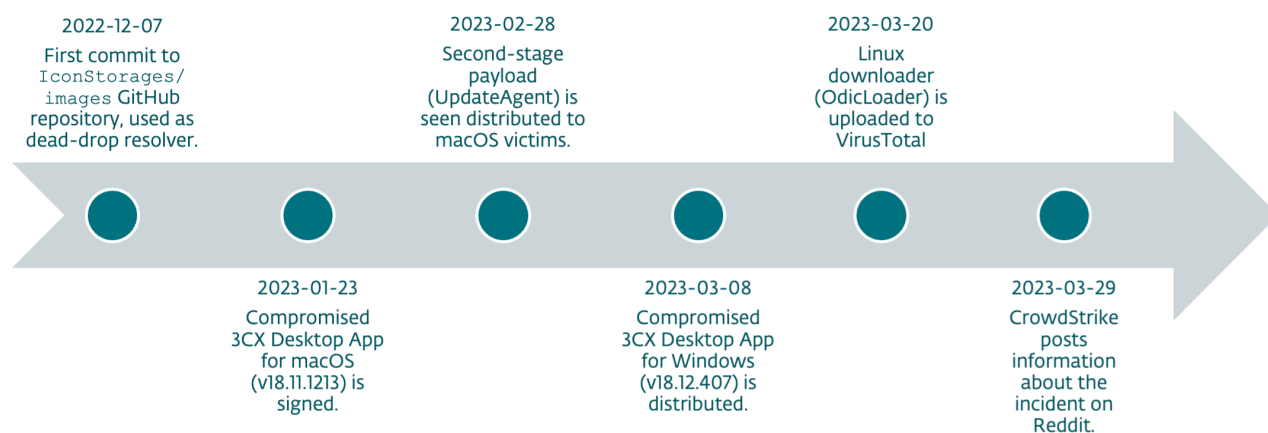 2022-12-07
First commit to
IconStorages/
images GitHub
repository, used as
dead-drop resolver.
2023-01-23
Compromised
3CX Desktop App
for macOS
(v18.11.1213) is
signed.
2023-02-28
Second-stage
payload
(UpdateAgent) is
seen distributed to
macOS victims.
2023-03-08
Compromised
3CX Desktop App
for Windows
(v18.12.407) is
distributed.
2023-03-20
Linux
downloader
(OdicLoader) is
uploaded to
VirusTotal
2023-03-29
CrowdStrike
posts
information
about the
incident on
Reddit.